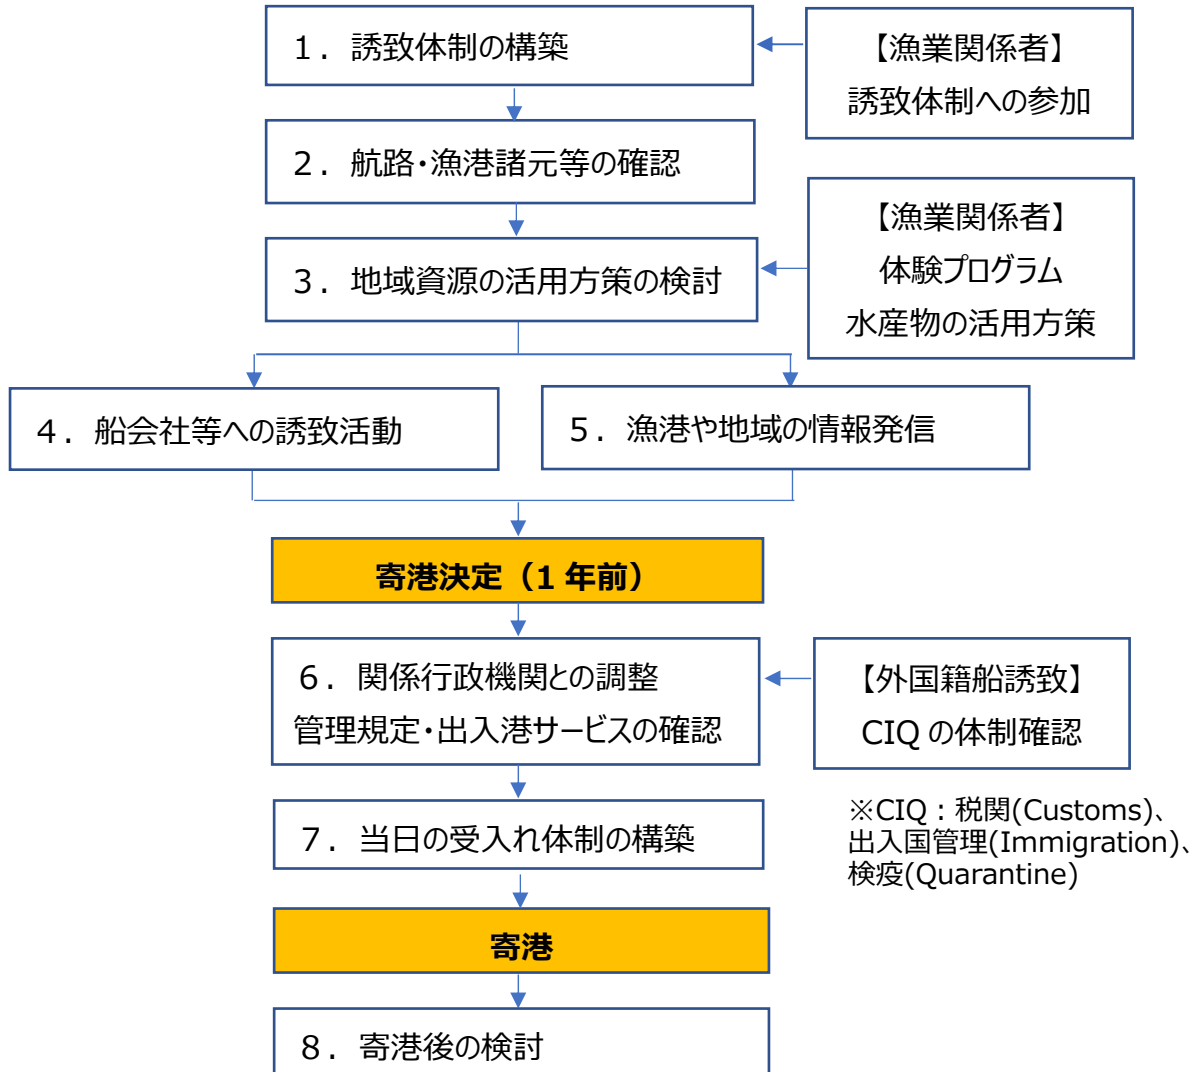 １．誘致体制の構築
【漁業関係者】
誘致体制への参加
２．航路・漁港諸元等の確認
３．地域資源の活用方策の検討
【漁業関係者】
体験プログラム
水産物の活用方策
４．船会社等への誘致活動
５．漁港や地域の情報発信
寄港決定（1 年前）
６．関係行政機関との調整
管理規定・出入港サービスの確認
【外国籍船誘致】
CIQ の体制確認
※CIQ：税関(Customs)、
出入国管理(Immigration)、
検疫(Quarantine)
７．当日の受入れ体制の構築
寄港
８．寄港後の検討